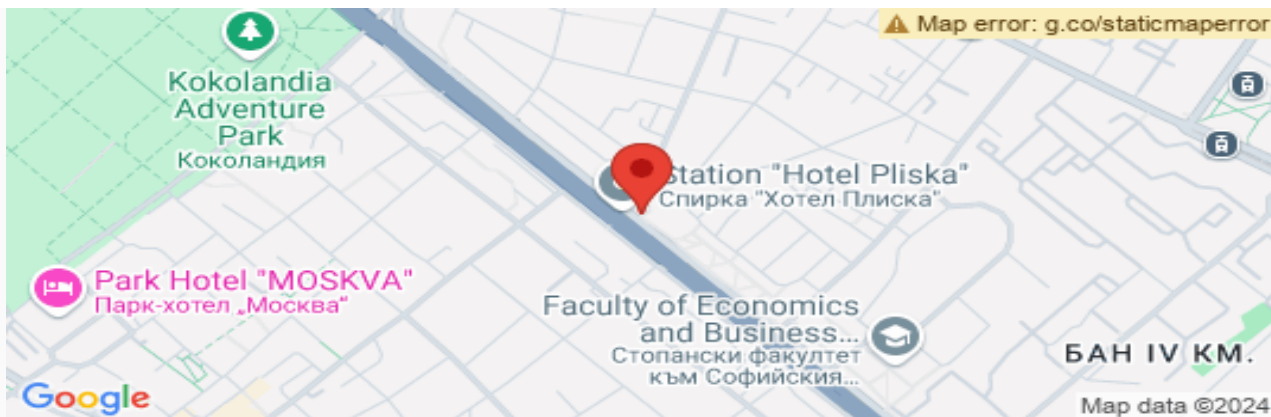 Map error: g.co/staticmaperror
Kokolandia
Adventure
Park
Коколандия
Station "Hotel Pliska"
Спирка "Хотел Плиска"
Park Hotel "MOSKVA"
Парк-хотел „Москва“
Faculty of Economics
and Business...
Стопански факултет
към Софийския...
БАН IV КМ.
Google
Map data ©2024